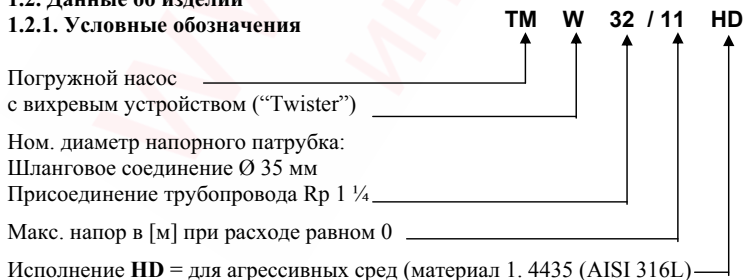 1.2. Данные об изделии
1.2.1. Условные обозначения
TM W 32 / 11 HD
Погружной насос
с вихревым устройством (“Twister”)
Ном. диаметр напорного патрубка:
Шланговое соединение Ø 35 мм
Присоединение трубопровода Rp 1 ¼
Макс. напор в [м] при расходе равном 0
Исполнение HD = для агрессивных сред (материал 1. 4435 (AISI 316L)